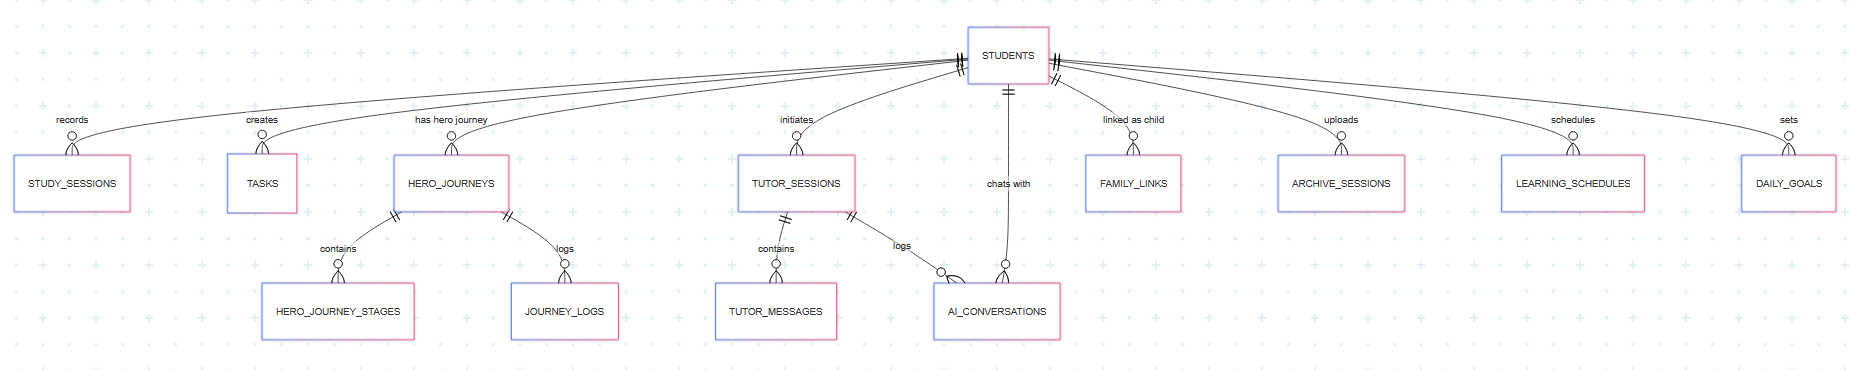 STUDENTS
records
creates
has hero journey
initiates
linked as child
uploads
schedules
sets
STUDY_SESSIONS
TASKS
HERO_JOURNEYS
TUTOR_SESSIONS
chats with
FAMILY_LINKS
ARCHIVE_SESSIONS
LEARNING_SCHEDULES
DAILY_GOALS
contains
logs
contains
logs
HERO_JOURNEY_STAGES
JOURNEY_LOGS
TUTOR_MESSAGES
AI_CONVERSATIONS